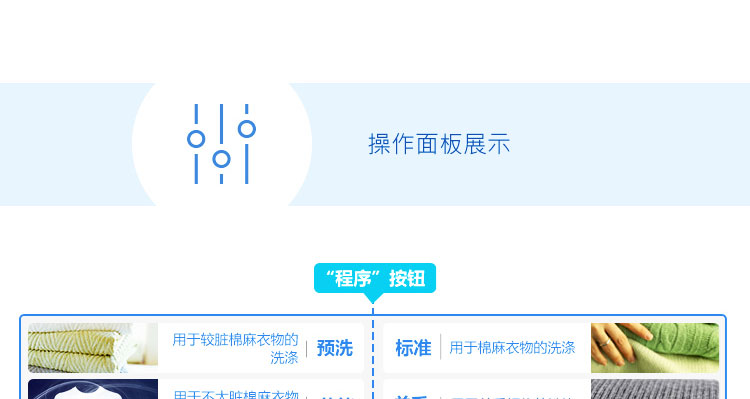 操作面板展示
“程序”按钮
用于较脏棉麻衣物的
洗涤
预洗
标准
用于棉麻衣物的洗涤
用于不太脏棉麻衣物